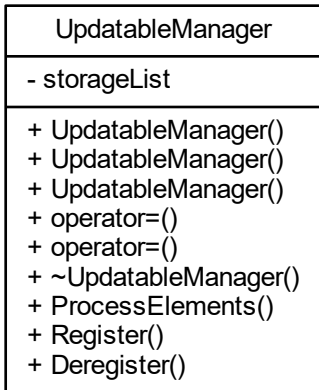 UpdatableManager
- storageList
+ UpdatableManager()
+ UpdatableManager()
+ UpdatableManager()
+ operator=()
+ operator=()
+ ~UpdatableManager()
+ ProcessElements()
+ Register()
+ Deregister()